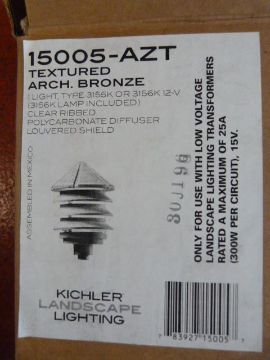 15005-AZT
TEXTURED
ARCH. BRONZE
1 LIGHT, TYPE 3155K OR 3156K 12-V
(3156K LAMP INCLUDED)
CLEAR RIBBED
POLYCARBONATE DIFFUSER
LOUVERED SHIELD
ASSEMBLED IN MEXICO
30J196
ONLY FOR USE WITH LOW VOLTAGE
LANDSCAPE LIGHTING TRANSFORMERS
RATED A MAXIMUM OF 25A
(300W PER CIRCUIT), 15V.
KICHLER
LANDSCAPE
LIGHTING
7 83927 15005 7